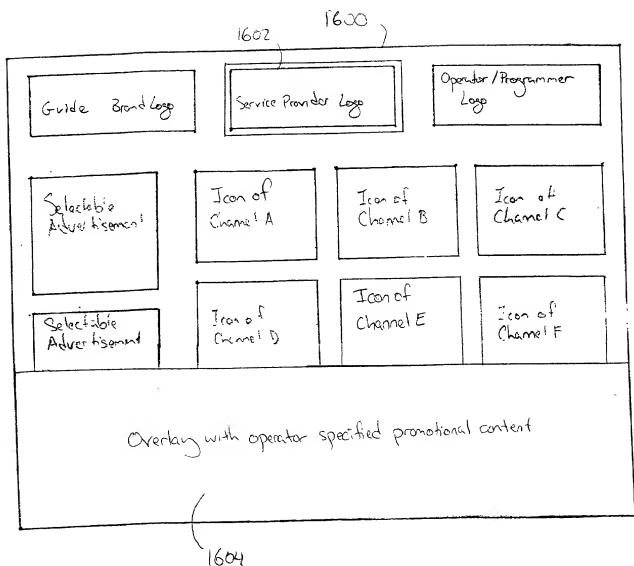 1600
1602
Guide Brand Logo
Service Provider Logo
Operator/Programmer
Logo
Selectable
Advertisement
Icon of
Channel A
Icon of
Channel B
Icon of
Channel C
Selectable
Advertisement
Icon of
Channel D
Icon of
Channel E
Icon of
Channel F
Overlay with operator specified promotional content
1604